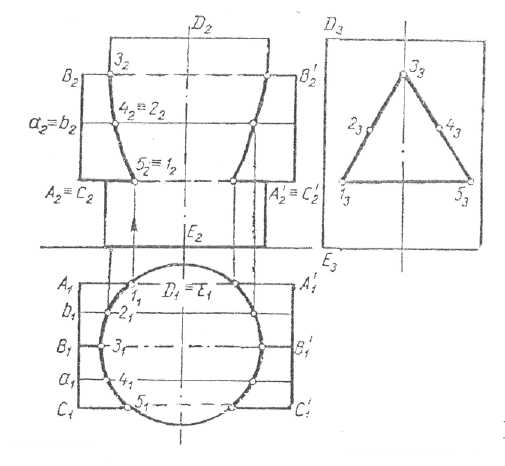 D₂
D₃
B₂ 3₂ B₂′ 3₃
a₂≡b₂ 4₂≡2₂ 2₃ 4₃
5₂≡1₂
A₂≡C₂ A₂′≡C₂′ 1₃ 5₃
E₂
E₃
A₁ D₁≡E₁ A₁′
1₁
b₁ 2₁
B₁ 3₁ B₁′
a₁ 4₁
C₁ 5₁ C₁′